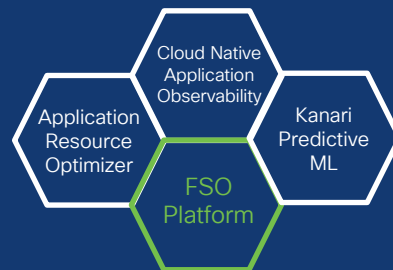 Cloud Native
Application
Observability
Application
Resource
Optimizer
Kanari
Predictive
ML
FSO
Platform